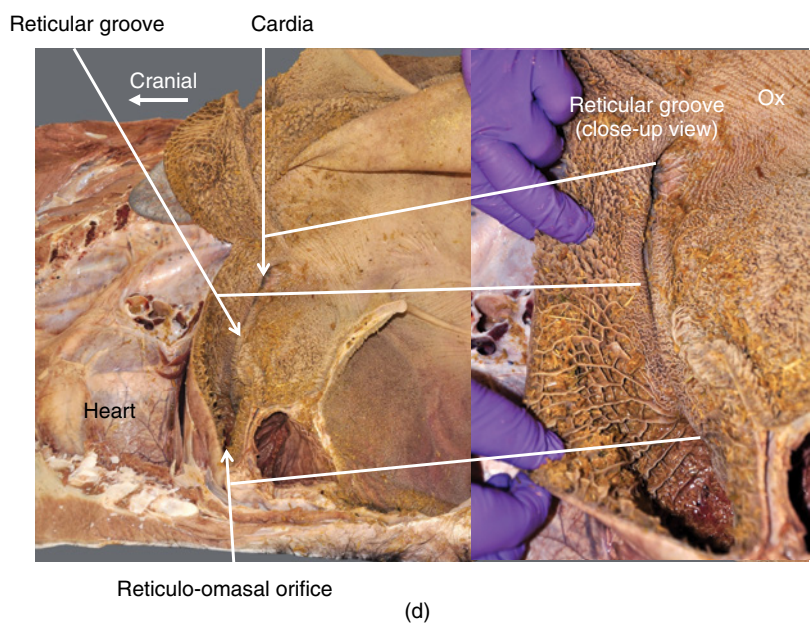 Reticular groove
Cardia
Cranial
Reticular groove
(close-up view)
Ox
Heart
Reticulo-omasal orifice
(d)